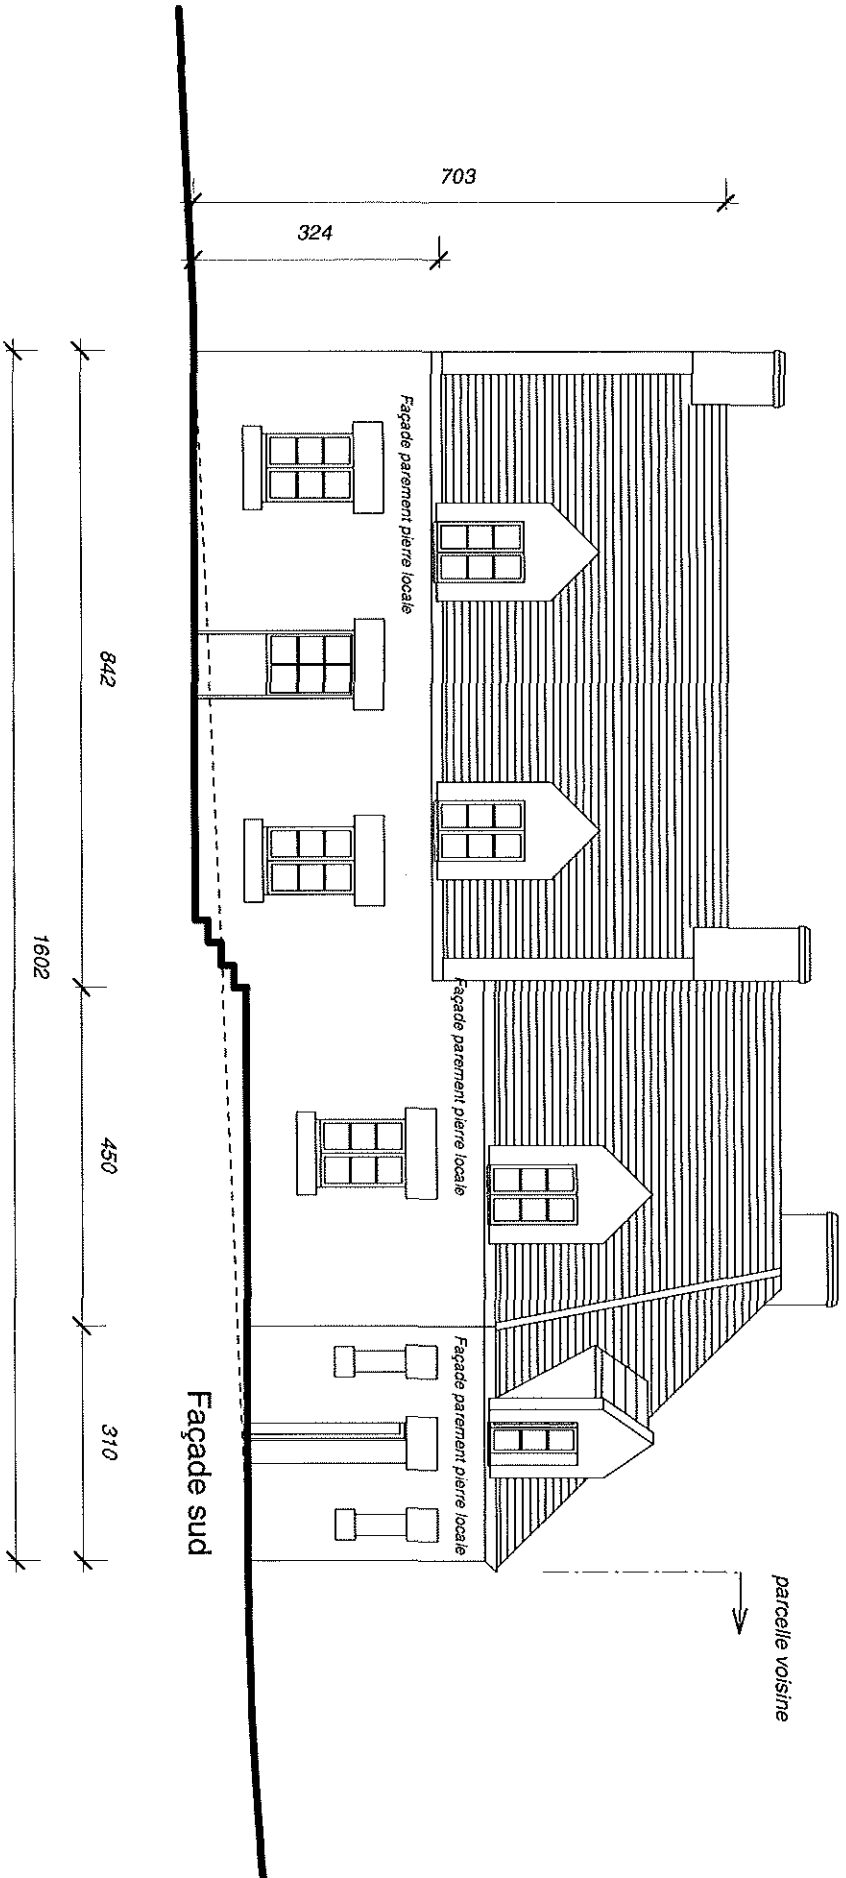 parcelle voisine
703
324
Façade parement pierre locale
Façade parement pierre locale
Façade parement pierre locale
842
450
310
1602
Façade sud